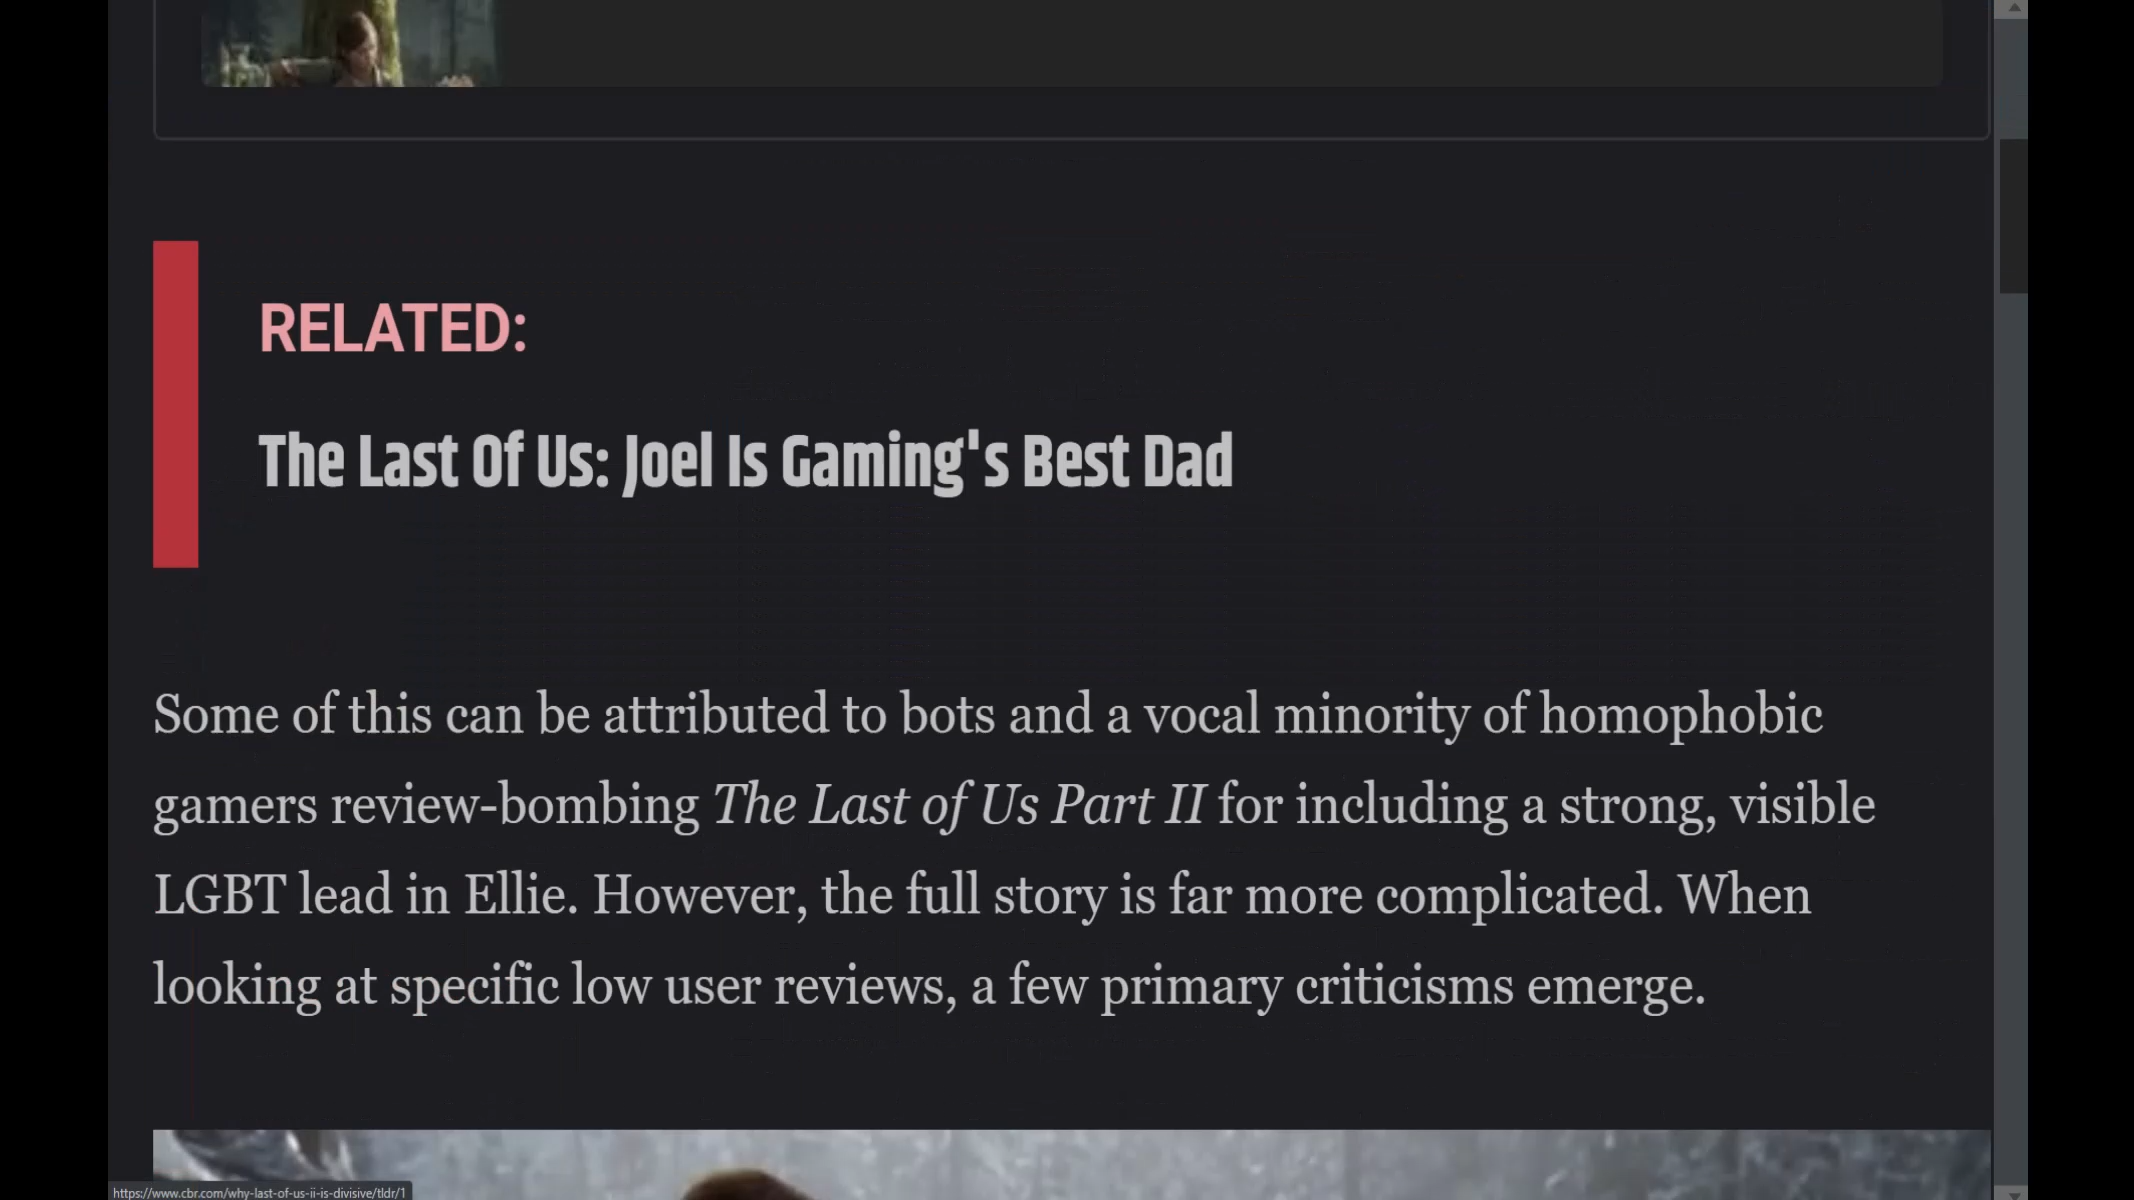 RELATED:
The Last Of Us: Joel Is Gaming's Best Dad
Some of this can be attributed to bots and a vocal minority of homophobic
gamers review-bombing The Last of Us Part II for including a strong, visible
LGBT lead in Ellie. However, the full story is far more complicated. When
looking at specific low user reviews, a few primary criticisms emerge.
https://www.cbr.com/why-last-of-us-ii-is-divisive/tldr/1